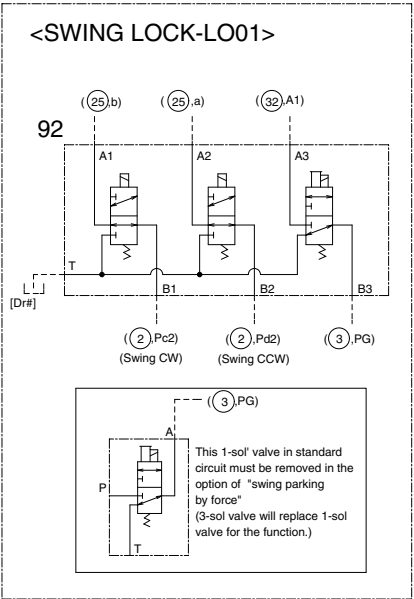 <SWING LOCK-LO01>
(25,b) (25,a) (32,A1)
92
A1 A2 A3
T
[Dr#]
B1 B2 B3
(2,Pc2) (2,Pd2) (3,PG)
(Swing CW) (Swing CCW)
(3,PG)
A
This 1-sol' valve in standard
circuit must be removed in the
option of "swing parking
by force"
(3-sol valve will replace 1-sol
valve for the function.)
P
T